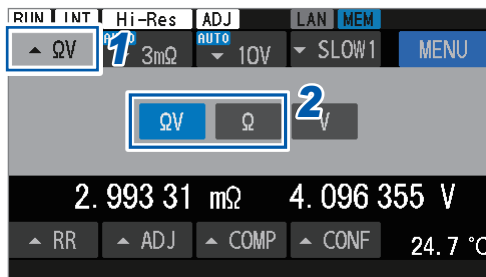 RUN INT Hi-Res ADJ LAN MEM
▲ ΩV 1 AUTO ▼ 3mΩ AUTO ▼ 10V ▼ SLOW1 MENU
ΩV Ω 2 V
2.993 31 mΩ 4.096 355 V
▲ RR ▲ ADJ ▲ COMP ▲ CONF 24.7 °C